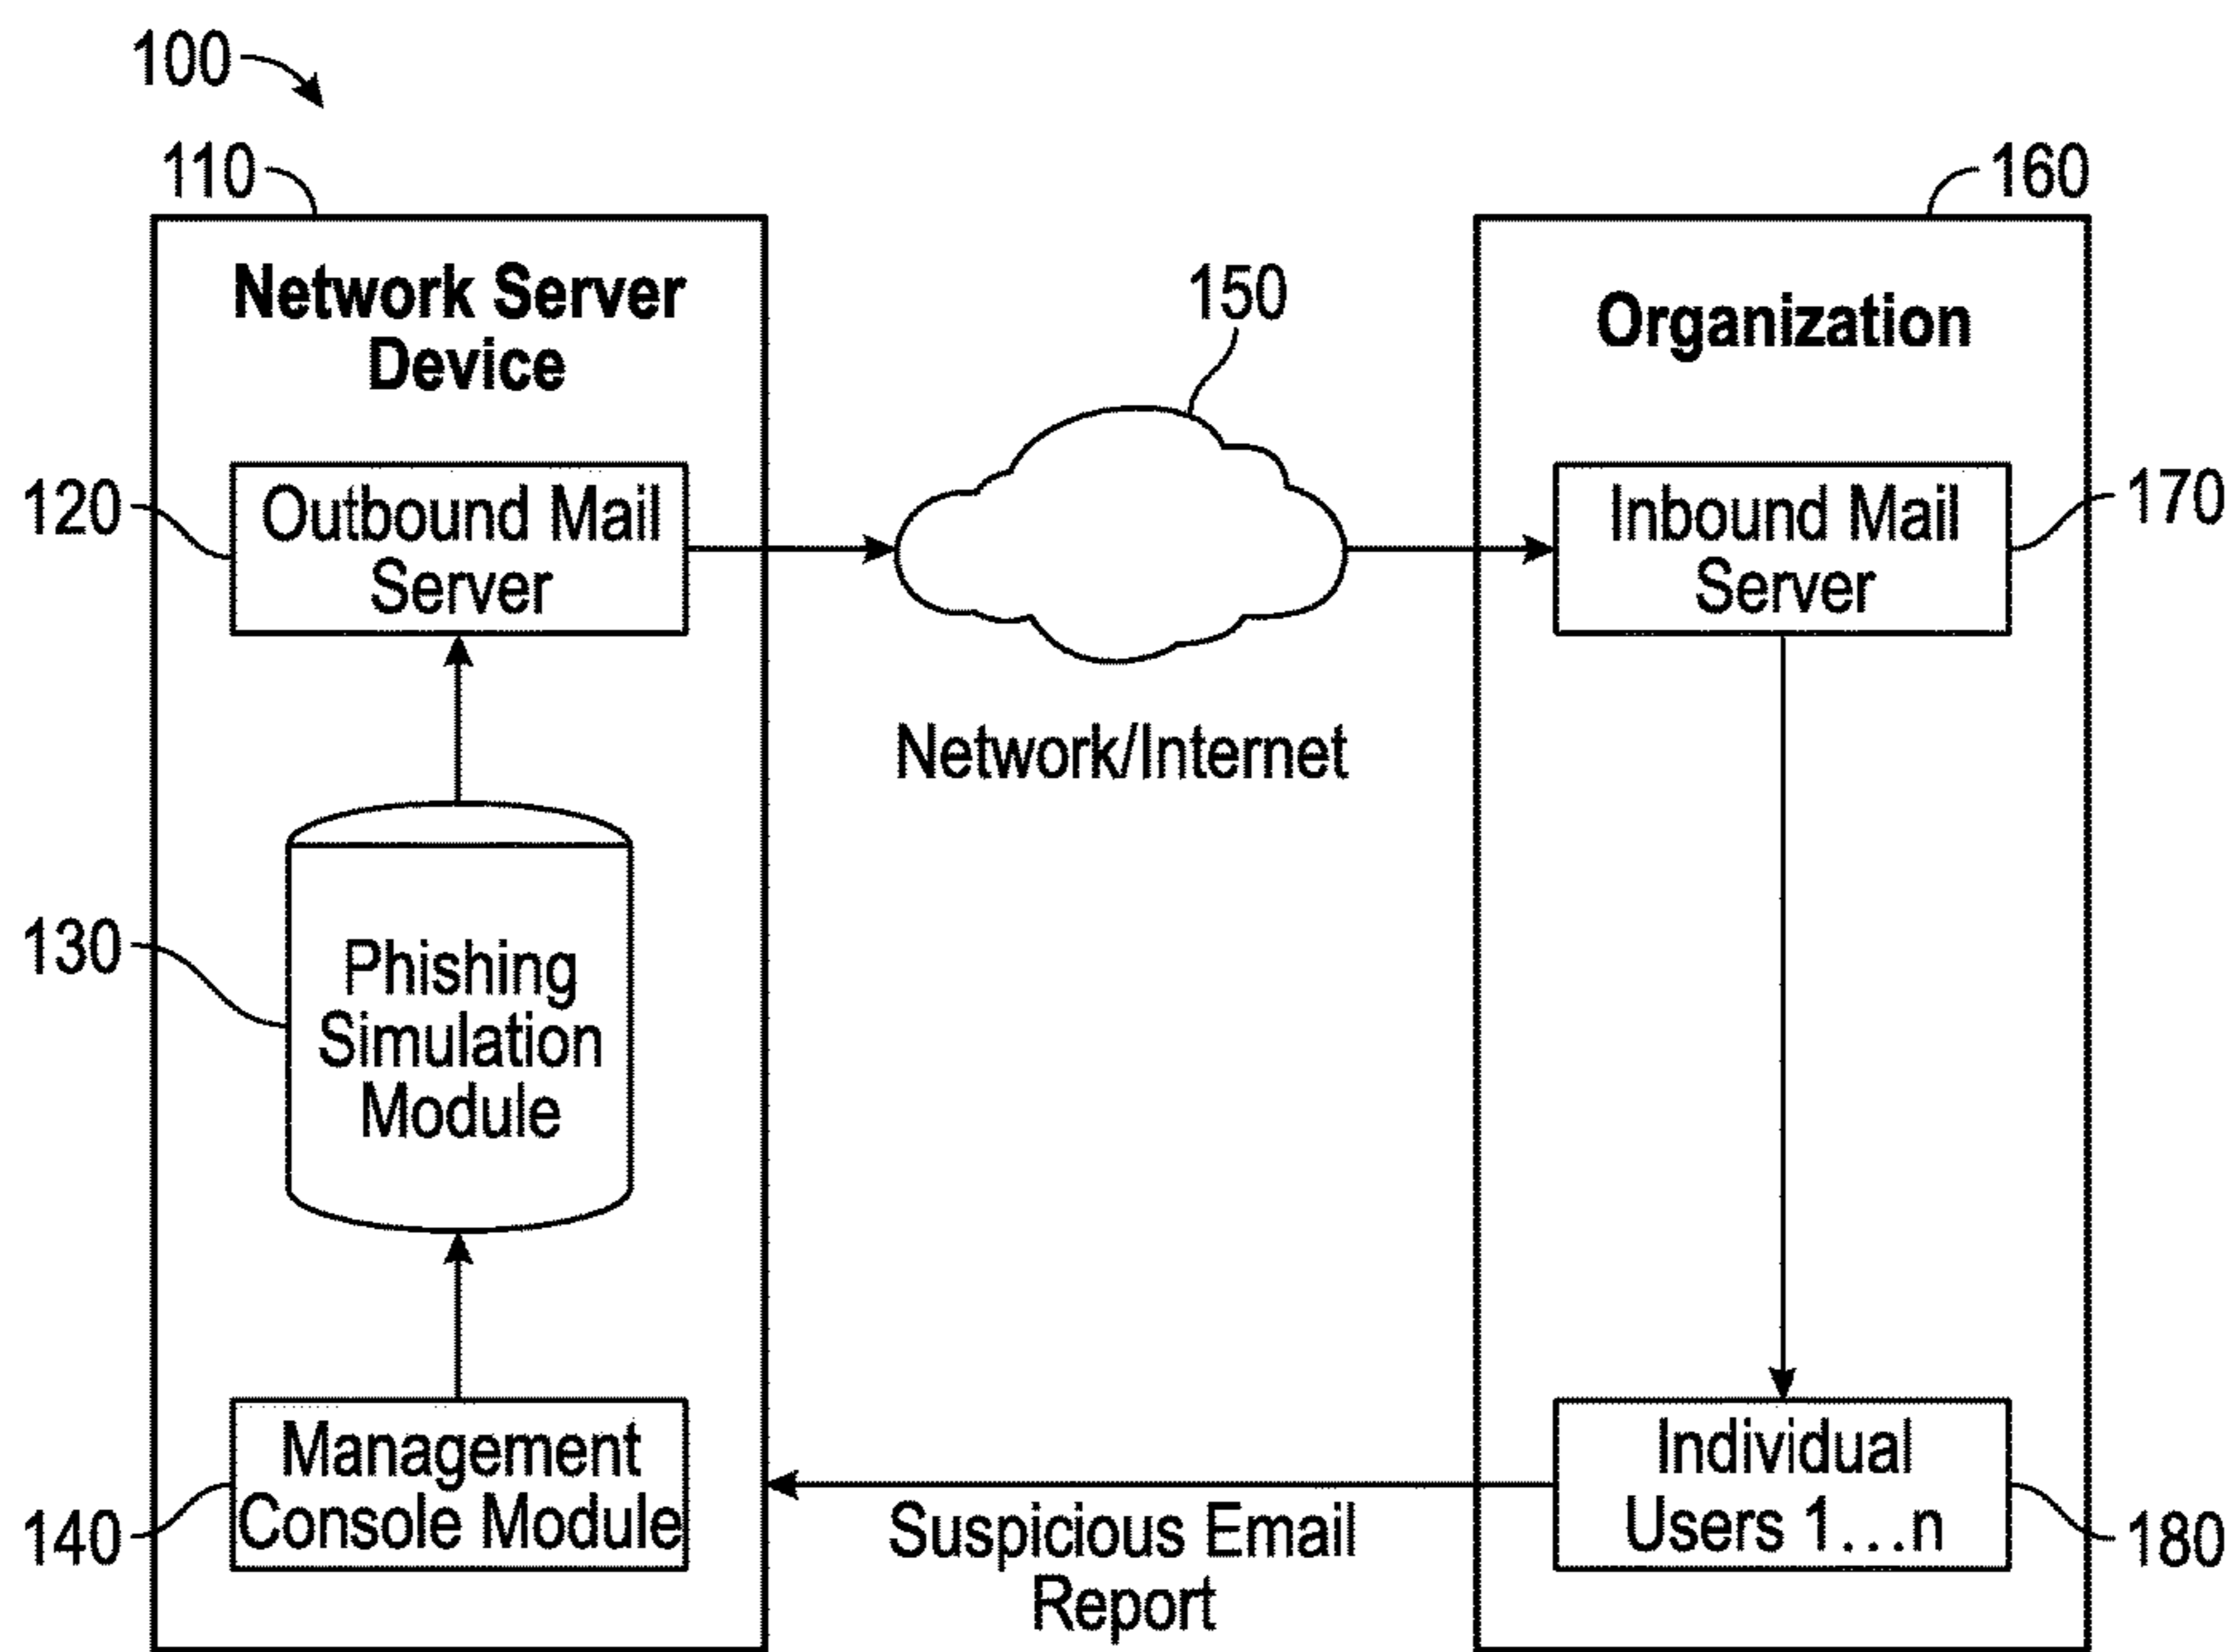 100
110
160
Network Server
Device
150
Organization
120
Outbound Mail
Server
Inbound Mail
Server
170
Network/Internet
130
Phishing
Simulation
Module
140
Management
Console Module
Suspicious Email
Report
Individual
Users 1...n
180